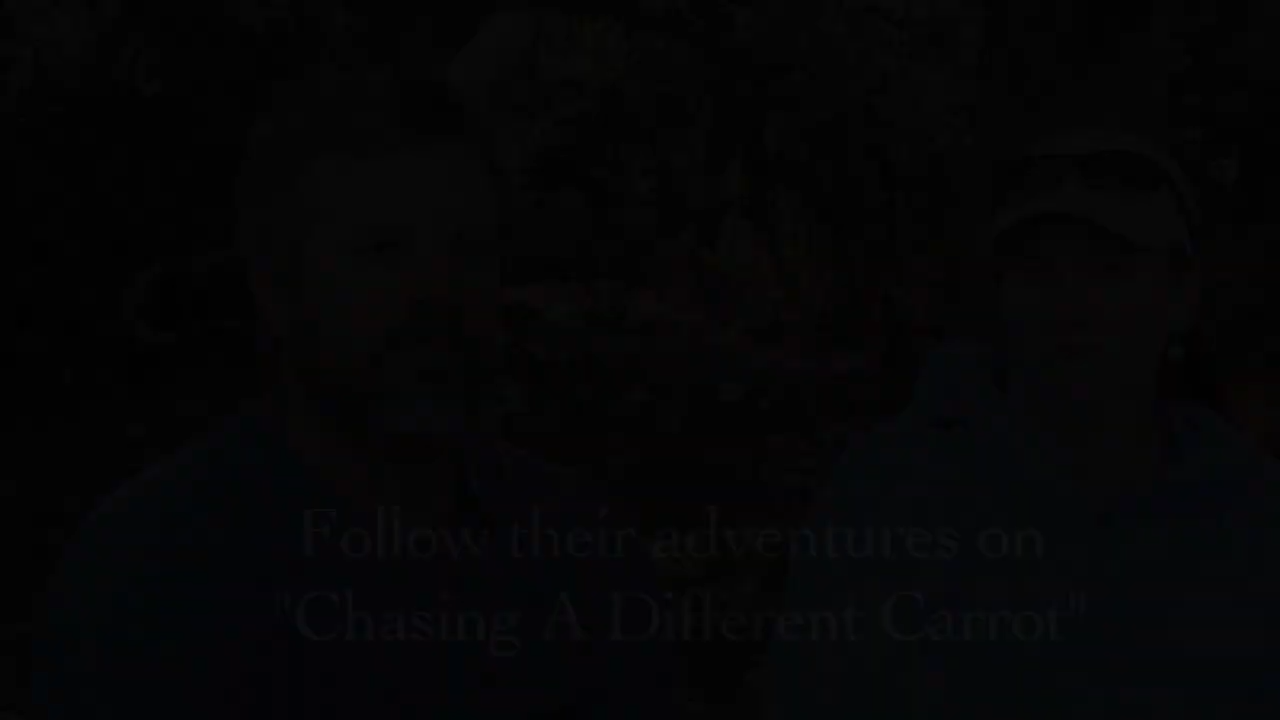 Follow their adventures on
"Chasing A Different Carrot"